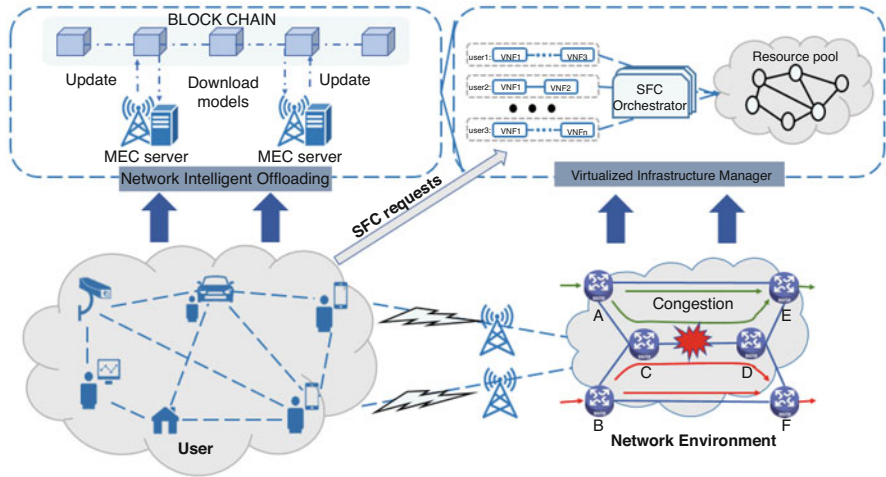 BLOCK CHAIN
Update
Download
models
Update
MEC server
MEC server
Network Intelligent Offloading
user1:
VNF1
VNF3
user2:
VNF1
VNF2
user3:
VNF1
VNFn
SFC
Orchestrator
Resource pool
Virtualized Infrastructure Manager
SFC requests
User
Congestion
A
E
C
D
B
F
Network Environment